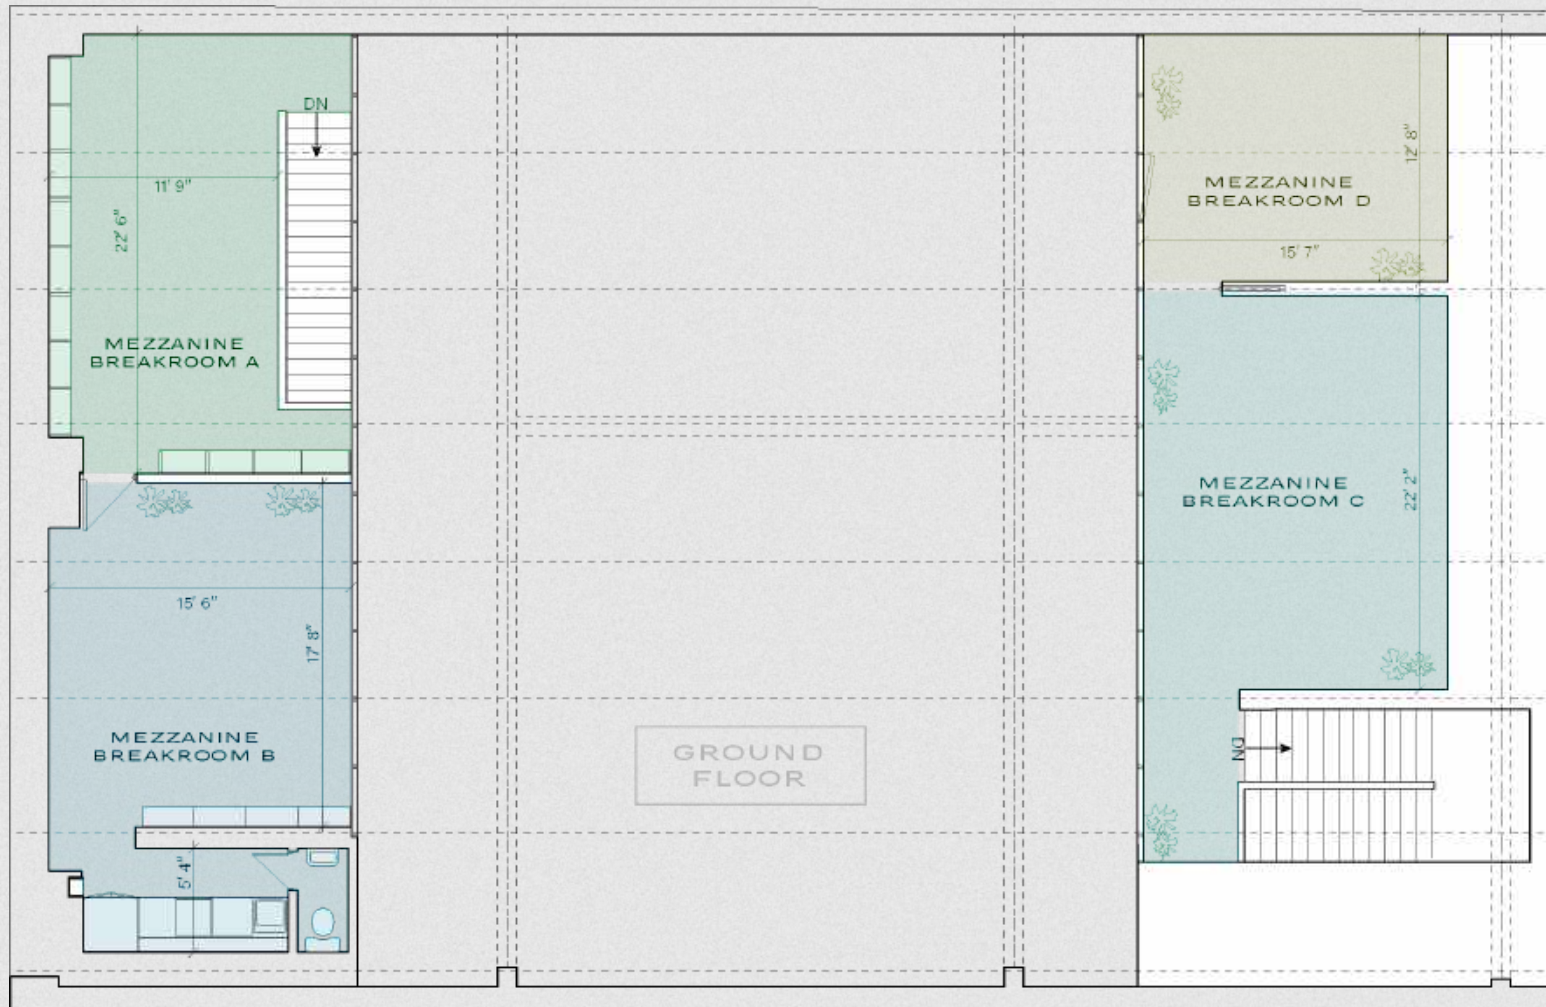 DN
11' 9"
22' 6"
MEZZANINE
BREAKROOM A
15' 6"
17' 8"
MEZZANINE
BREAKROOM B
5' 4"
GROUND
FLOOR
12' 8"
MEZZANINE
BREAKROOM D
15' 7"
MEZZANINE
BREAKROOM C
22' 2"
DN